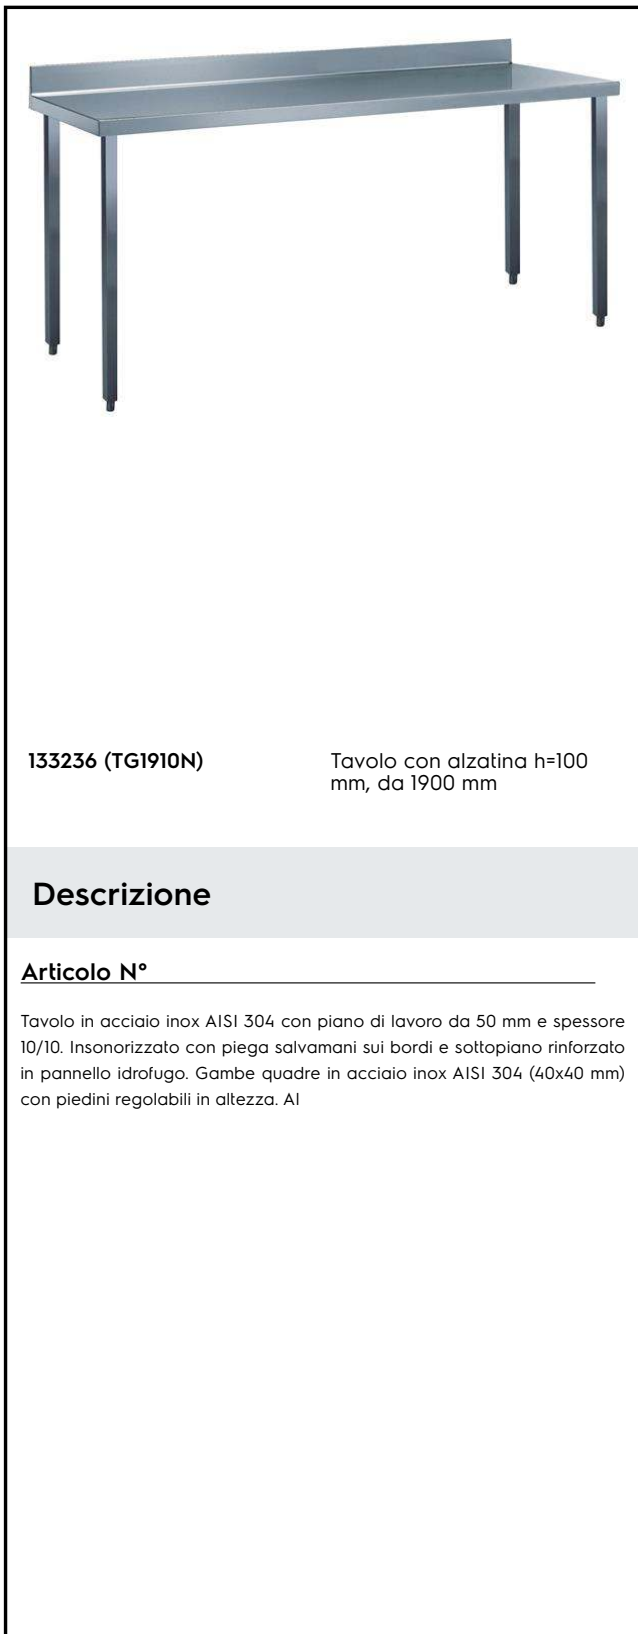 133236 (TG1910N)
Tavolo con alzatina h=100
mm, da 1900 mm
Descrizione
Articolo N°
Tavolo in acciaio inox AISI 304 con piano di lavoro da 50 mm e spessore
10/10. Insonorizzato con piega salvamani sui bordi e sottopiano rinforzato
in pannello idrofugo. Gambe quadre in acciaio inox AISI 304 (40x40 mm)
con piedini regolabili in altezza. AI